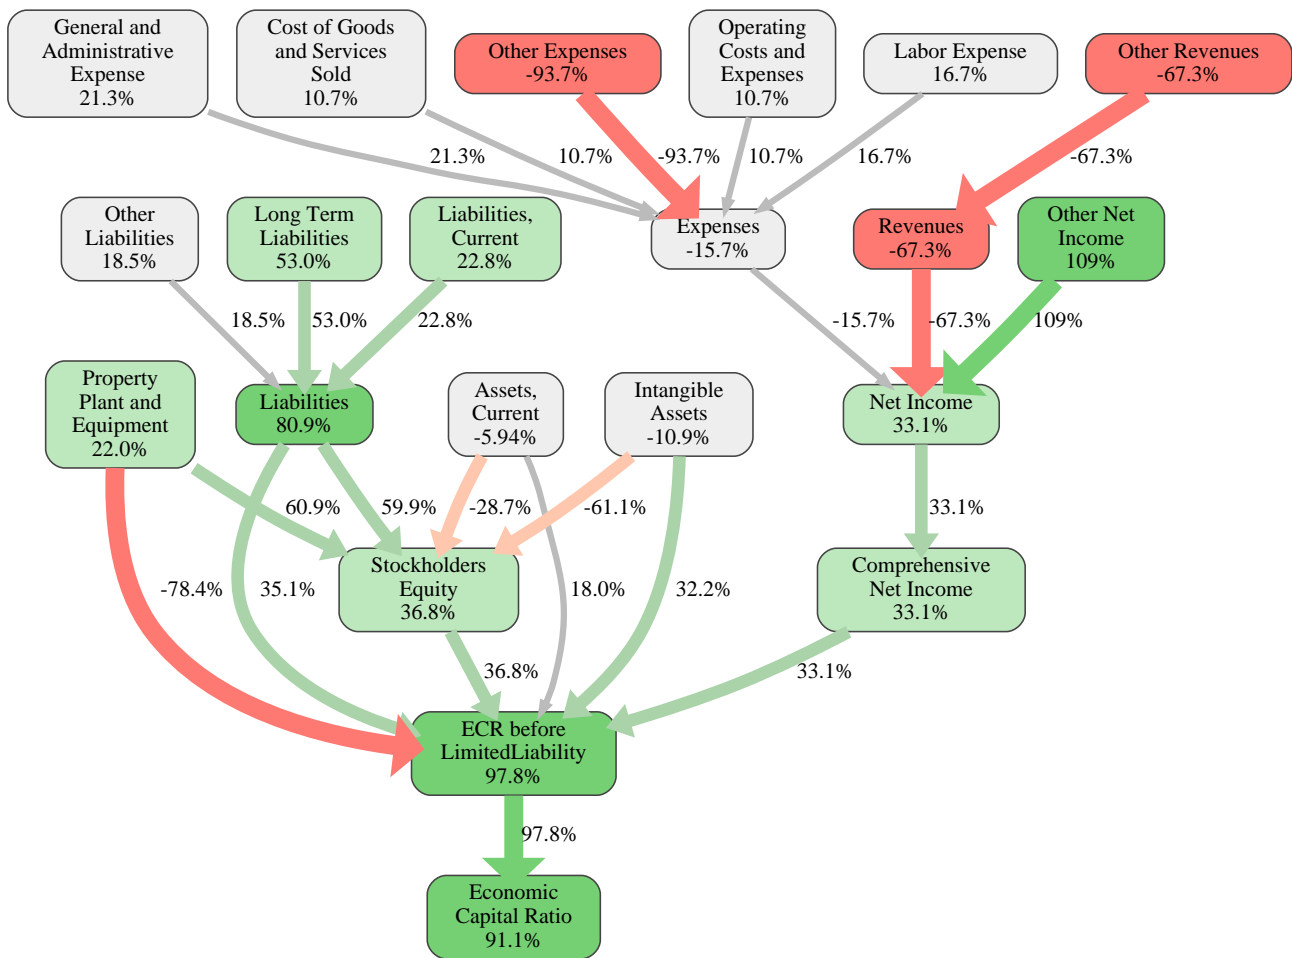 General and
Administrative
Expense
21.3%
Cost of Goods
and Services
Sold
10.7%
Other Expenses
-93.7%
Operating
Costs and
Expenses
10.7%
Labor Expense
16.7%
Other Revenues
-67.3%
21.3%
10.7%
-93.7%
10.7%
16.7%
-67.3%
Other
Liabilities
18.5%
Long Term
Liabilities
53.0%
Liabilities,
Current
22.8%
Expenses
-15.7%
Revenues
-67.3%
Other Net
Income
109%
18.5%
53.0%
22.8%
-15.7%
-67.3%
109%
Property
Plant and
Equipment
22.0%
Liabilities
80.9%
Assets,
Current
-5.94%
Intangible
Assets
-10.9%
Net Income
33.1%
60.9%
59.9%
-28.7%
-61.1%
33.1%
Stockholders
Equity
36.8%
Comprehensive
Net Income
33.1%
-78.4%
35.1%
18.0%
32.2%
36.8%
33.1%
ECR before
LimitedLiability
97.8%
97.8%
Economic
Capital Ratio
91.1%